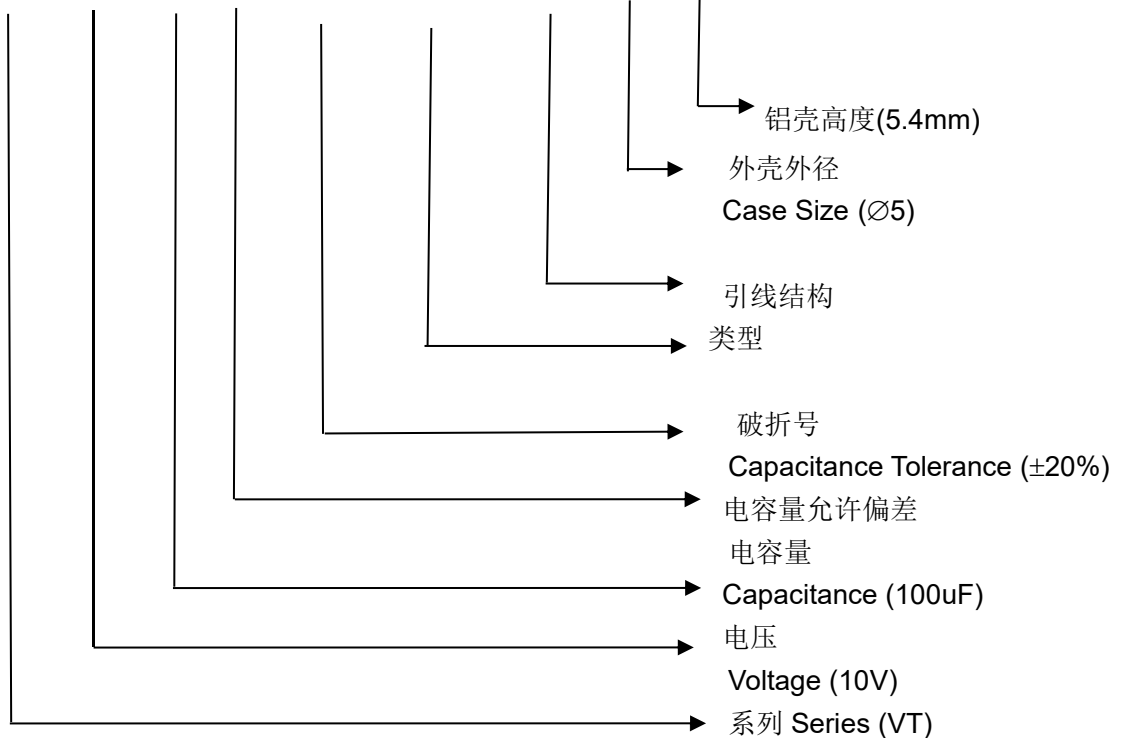 铝壳高度(5.4mm)
外壳外径
Case Size (∅5)
引线结构
类型
破折号
Capacitance Tolerance (±20%)
电容量允许偏差
电容量
Capacitance (100uF)
电压
Voltage (10V)
系列 Series (VT)